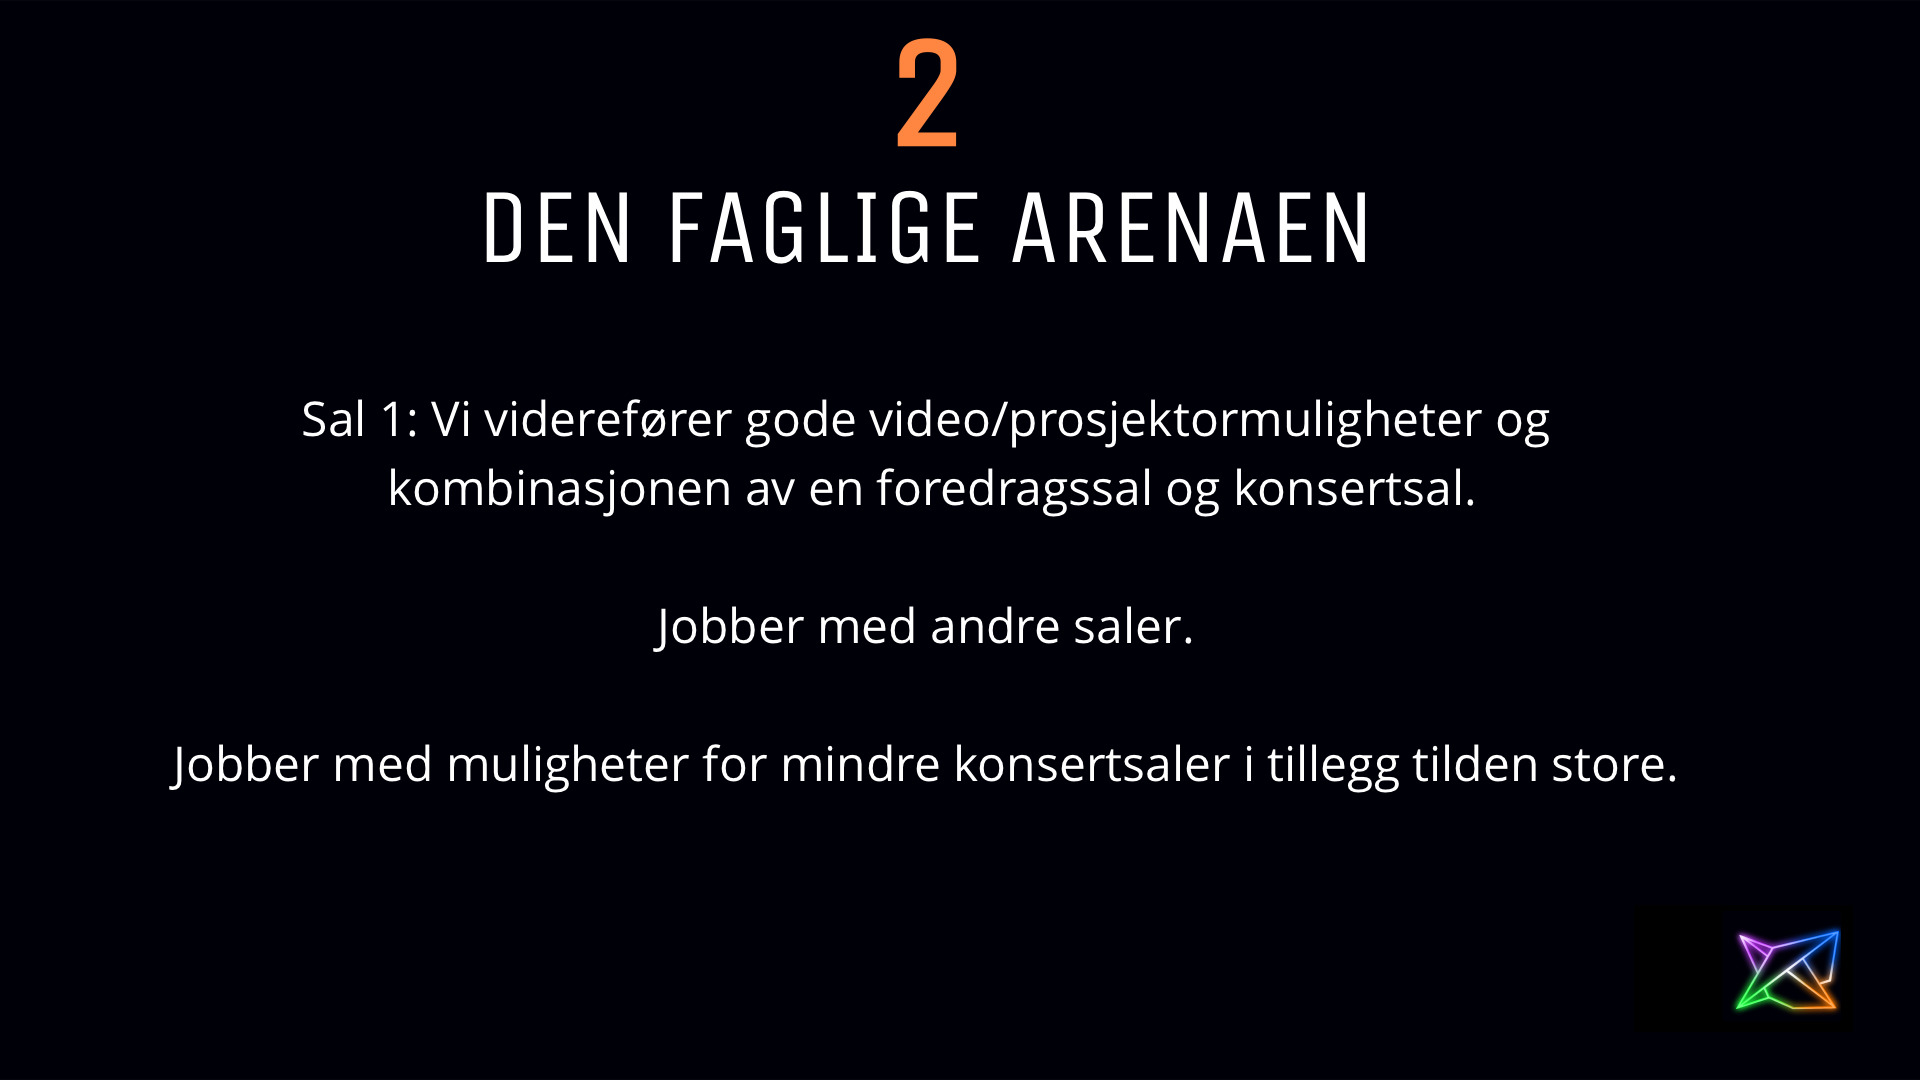 2
DEN FAGLIGE ARENAEN
Sal 1: Vi viderefører gode video/prosjektormuligheter og
kombinasjonen av en foredragssal og konsertsal.
Jobber med andre saler.
Jobber med muligheter for mindre konsertsaler i tillegg tilden store.